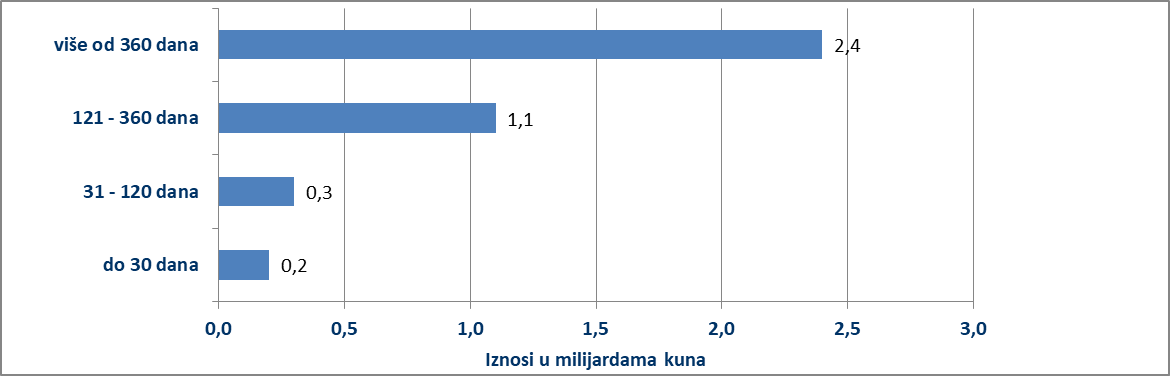 više od 360 dana
2,4
121 - 360 dana
1,1
31 - 120 dana
0,3
do 30 dana
0,2
0,0 0,5 1,0 1,5 2,0 2,5 3,0
Iznosi u milijardama kuna